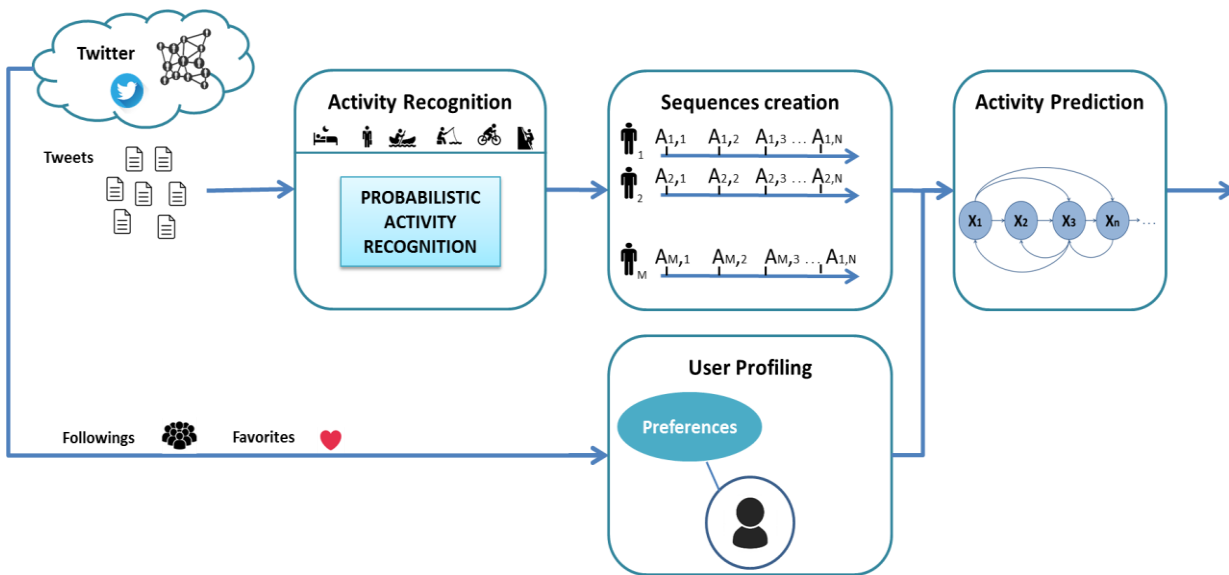 Twitter
Tweets
Activity Recognition
PROBABILISTIC
ACTIVITY
RECOGNITION
Sequences creation
1 A1,1 A1,2 A1,3 ... A1,N
2 A2,1 A2,2 A2,3 ... A2,N
M AM,1 AM,2 AM,3 ... A1,N
Activity Prediction
X1 X2 X3 Xn ...
User Profiling
Preferences
Followings Favorites